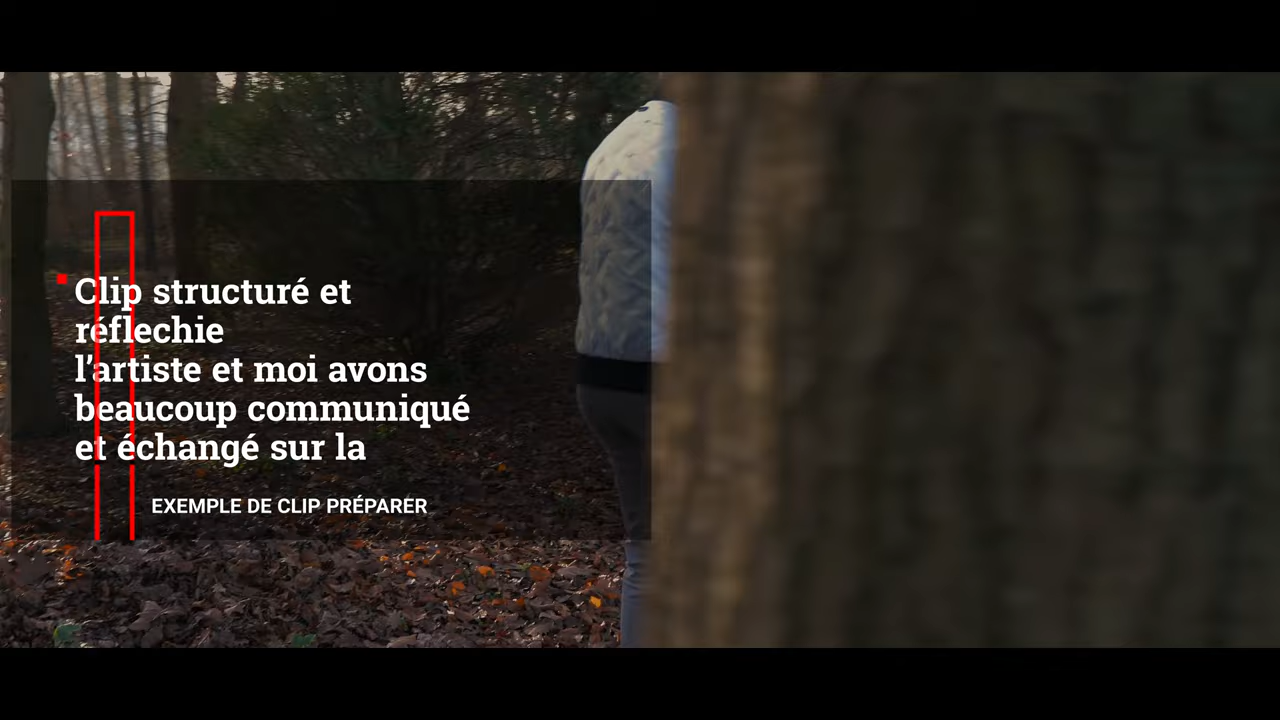 Clip structuré et
réflechie
l’artiste et moi avons
beaucoup communiqué
et échangé sur la
EXEMPLE DE CLIP PRÉPARER